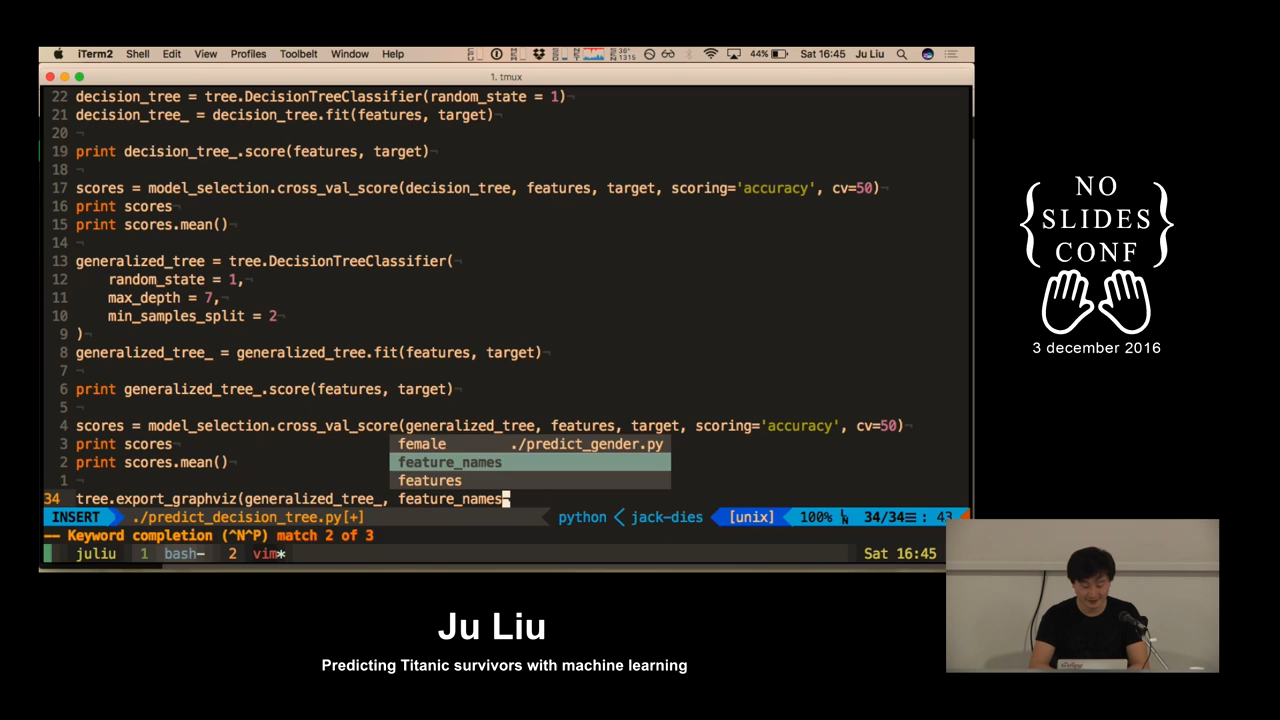 iTerm2 Shell Edit View Profiles Toolbelt Window Help 44% Sat 16:45 Ju Liu
1. tmux
22 decision_tree = tree.DecisionTreeClassifier(random_state = 1)¬
21 decision_tree_ = decision_tree.fit(features, target)¬
20 ¬
19 print decision_tree_.score(features, target)¬
18 ¬
17 scores = model_selection.cross_val_score(decision_tree, features, target, scoring='accuracy', cv=50)¬
16 print scores¬
15 print scores.mean()¬
14 ¬
13 generalized_tree = tree.DecisionTreeClassifier(¬
12 random_state = 1,¬
11 max_depth = 7,¬
10 min_samples_split = 2¬
9 )¬
8 generalized_tree_ = generalized_tree.fit(features, target)¬
7 ¬
6 print generalized_tree_.score(features, target)¬
5 ¬
4 scores = model_selection.cross_val_score(generalized_tree, features, target, scoring='accuracy', cv=50)¬
3 print scores
female ./predict_gender.py
2 print scores.mean()¬
feature_names
1 ¬
features
34 tree.export_graphviz(generalized_tree_, feature_names
INSERT ./predict_decision_tree.py[+] python < jack-dies [unix] 100% 34/34 : 43
-- Keyword completion (^N^P) match 2 of 3
juliu 1 bash- 2 vim* Sat 16:45
NO
SLIDES
CONF
3 december 2016
Ju Liu
Predicting Titanic survivors with machine learning